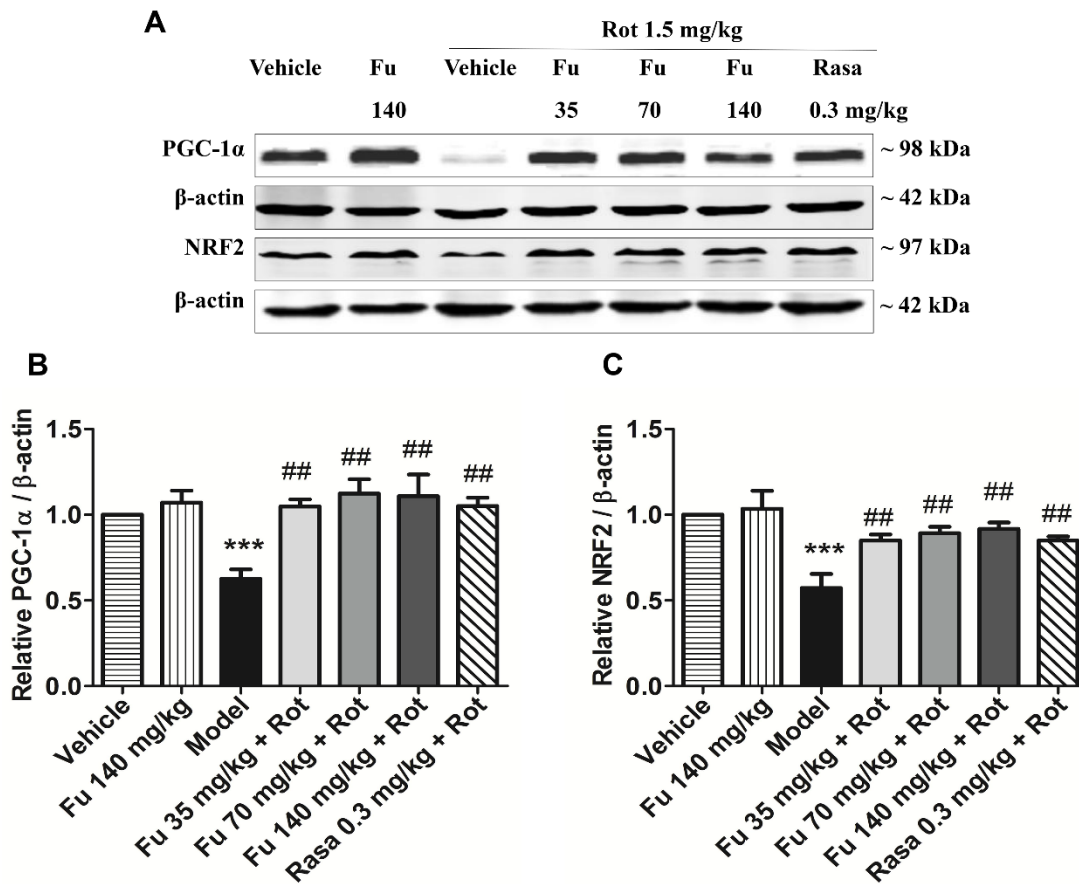 A
Rot 1.5 mg/kg
Vehicle Fu Vehicle Fu Fu Fu Rasa
140 35 70 140 0.3 mg/kg
PGC-1α ~ 98 kDa
β-actin ~ 42 kDa
NRF2 ~ 97 kDa
β-actin ~ 42 kDa
B
Relative PGC-1α / β-actin
1.5
1.0
0.5
0.0
***
##
##
##
##
Vehicle
Fu 140 mg/kg
Model
Fu 35 mg/kg + Rot
Fu 70 mg/kg + Rot
Fu 140 mg/kg + Rot
Rasa 0.3 mg/kg + Rot
C
Relative NRF2 / β-actin
1.5
1.0
0.5
0.0
***
##
##
##
##
Vehicle
Fu 140 mg/kg
Model
Fu 35 mg/kg + Rot
Fu 70 mg/kg + Rot
Fu 140 mg/kg + Rot
Rasa 0.3 mg/kg + Rot